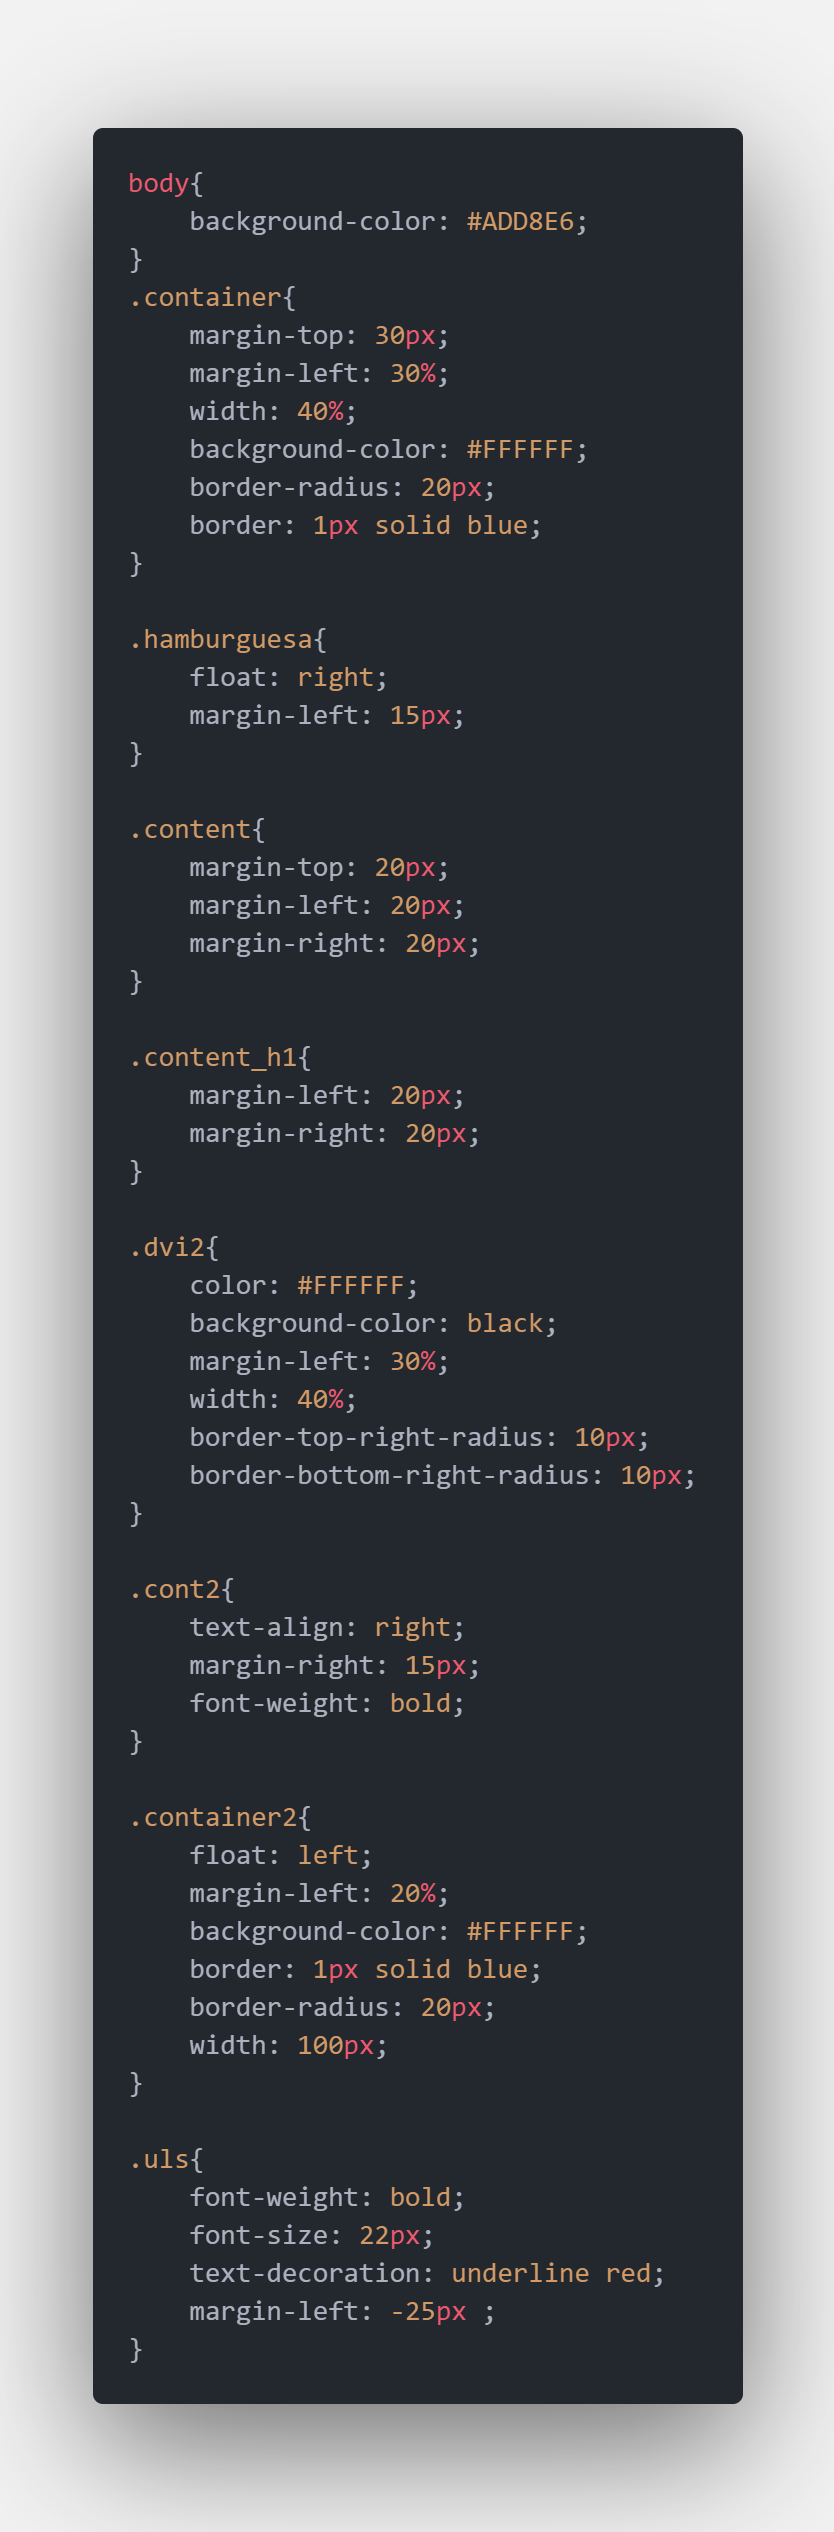 body{
    background-color: #ADD8E6;
}
.container{
    margin-top: 30px;
    margin-left: 30%;
    width: 40%;
    background-color: #FFFFFF;
    border-radius: 20px;
    border: 1px solid blue;
}

.hamburguesa{
    float: right;
    margin-left: 15px;
}

.content{
    margin-top: 20px;
    margin-left: 20px;
    margin-right: 20px;
}

.content_h1{
    margin-left: 20px;
    margin-right: 20px;
}

.dvi2{
    color: #FFFFFF;
    background-color: black;
    margin-left: 30%;
    width: 40%;
    border-top-right-radius: 10px;
    border-bottom-right-radius: 10px;
}

.cont2{
    text-align: right;
    margin-right: 15px;
    font-weight: bold;
}

.container2{
    float: left;
    margin-left: 20%;
    background-color: #FFFFFF;
    border: 1px solid blue;
    border-radius: 20px;
    width: 100px;
}

.uls{
    font-weight: bold;
    font-size: 22px;
    text-decoration: underline red;
    margin-left: -25px ;
}